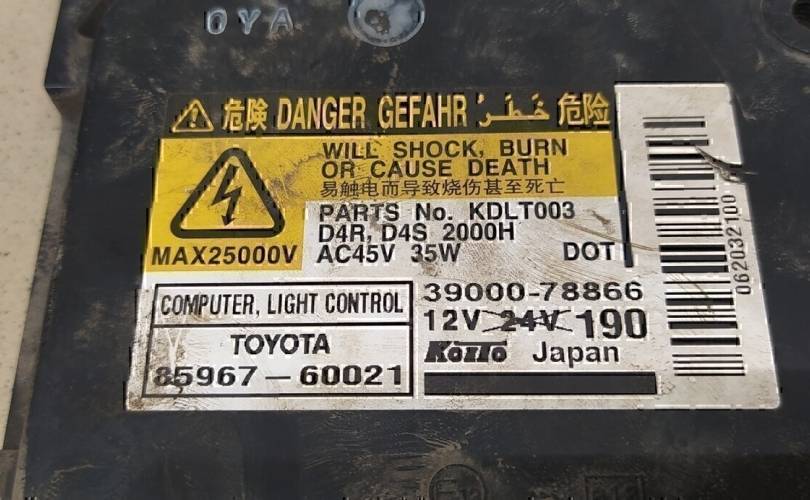 OYA
危険 DANGER GEFAHR خَطَرٌ 危险
WILL SHOCK, BURN
OR CAUSE DEATH
易触电而导致烧伤甚至死亡
MAX25000V
PARTS No. KDLT003
D4R, D4S 2000H
AC45V 35W DOT
COMPUTER, LIGHT CONTROL
TOYOTA
85967-60021
39000-78866
12V 24V 190
Koito Japan
062032100